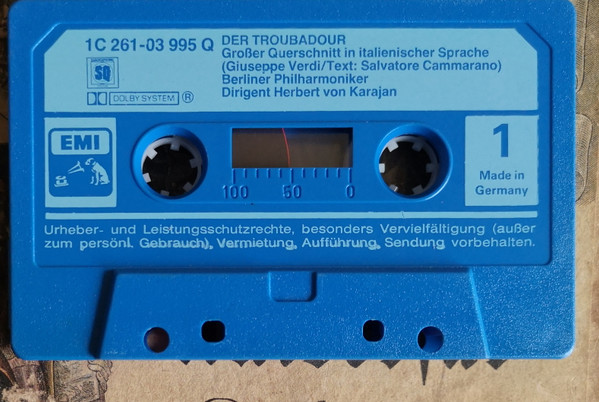 1C 261-03 995 Q
DER TROUBADOUR
Großer Querschnitt in italienischer Sprache
(Giuseppe Verdi/Text: Salvatore Cammarano)
Berliner Philharmoniker
Dirigent Herbert von Karajan
SQ
DOLBY SYSTEM ®
EMI
1
Made in
Germany
100 50 0
Urheber- und Leistungsschutzrechte, besonders Vervielfältigung (außer
zum persönl. Gebrauch), Vermietung, Aufführung, Sendung vorbehalten.